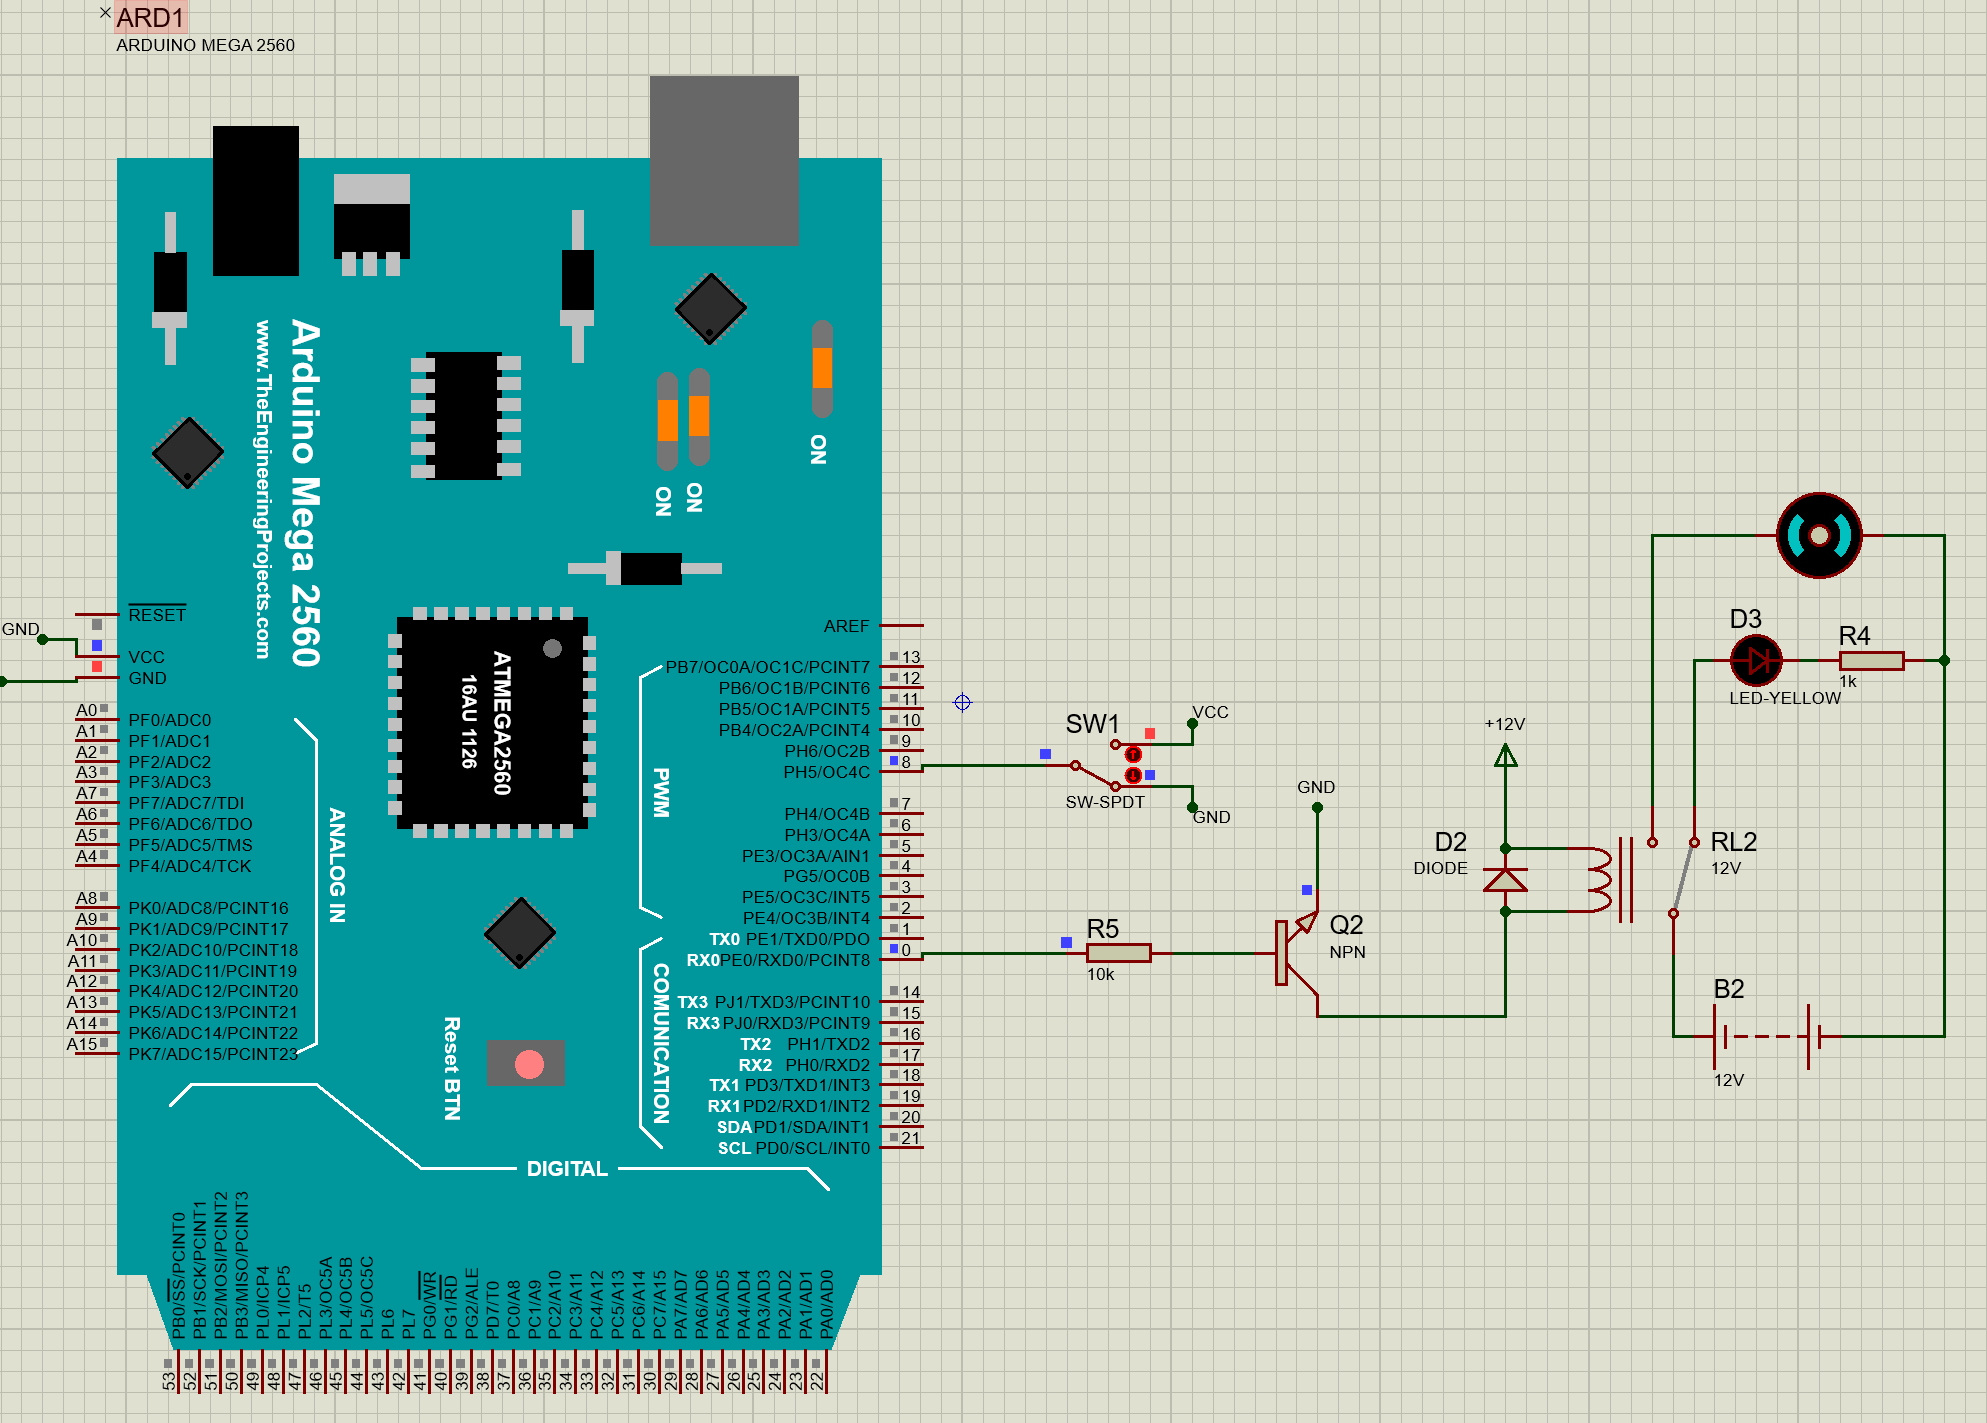 ARD1
ARDUINO MEGA 2560
Arduino Mega 2560
www.TheEngineeringProjects.com
ON
ON
ON
ATMEGA2560
16AU 1126
RESET
GND
VCC
GND
A0 PF0/ADC0
A1 PF1/ADC1
A2 PF2/ADC2
A3 PF3/ADC3
A7 PF7/ADC7/TDI
A6 PF6/ADC6/TDO
A5 PF5/ADC5/TMS
A4 PF4/ADC4/TCK
A8 PK0/ADC8/PCINT16
A9 PK1/ADC9/PCINT17
A10 PK2/ADC10/PCINT18
A11 PK3/ADC11/PCINT19
A12 PK4/ADC12/PCINT20
A13 PK5/ADC13/PCINT21
A14 PK6/ADC14/PCINT22
A15 PK7/ADC15/PCINT23
ANALOG IN
AREF
PB7/OC0A/OC1C/PCINT7 13
PB6/OC1B/PCINT6 12
PB5/OC1A/PCINT5 11
PB4/OC2A/PCINT4 10
PH6/OC2B 9
PH5/OC4C 8
PH4/OC4B 7
PH3/OC4A 6
PE3/OC3A/AIN1 5
PG5/OC0B 4
PE5/OC3C/INT5 3
PE4/OC3B/INT4 2
TX0 PE1/TXD0/PDO 1
RX0 PE0/RXD0/PCINT8 0
TX3 PJ1/TXD3/PCINT10 14
RX3 PJ0/RXD3/PCINT9 15
TX2 PH1/TXD2 16
RX2 PH0/RXD2 17
TX1 PD3/TXD1/INT3 18
RX1 PD2/RXD1/INT2 19
SDA PD1/SDA/INT1 20
SCL PD0/SCL/INT0 21
PWM
COMUNICATION
Reset BTN
DIGITAL
PB0/SS/PCINT0 53
PB1/SCK/PCINT1 52
PB2/MOSI/PCINT2 51
PB3/MISO/PCINT3 50
PL0/ICP4 49
PL1/ICP5 48
PL2/T5 47
PL3/OC5A 46
PL4/OC5B 45
PL5/OC5C 44
PL6 43
PL7 42
PG0/WR 41
PG1/RD 40
PG2/ALE 39
PD7/T0 38
PC0/A8 37
PC1/A9 36
PC2/A10 35
PC3/A11 34
PC4/A12 33
PC5/A13 32
PC6/A14 31
PC7/A15 30
PA7/AD7 29
PA6/AD6 28
PA5/AD5 27
PA4/AD4 26
PA3/AD3 25
PA2/AD2 24
PA1/AD1 23
PA0/AD0 22
SW1
VCC
SW-SPDT
GND
GND
R5
10k
Q2
NPN
+12V
D2
DIODE
D3
LED-YELLOW
R4
1k
RL2
12V
B2
12V